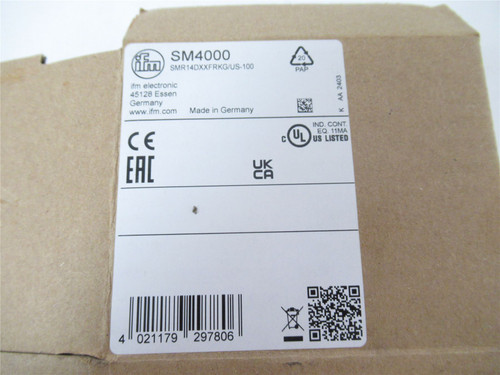 ifm
SM4000
SMR14DXXFRKG/US-100
ifm electronic
45128 Essen
Germany
www.ifm.com
Made in Germany
20
PAP
K AA 2403
CE
EAC
UK
CA
C UL US LISTED
IND. CONT.
EQ. 11MA
4 021179 297806